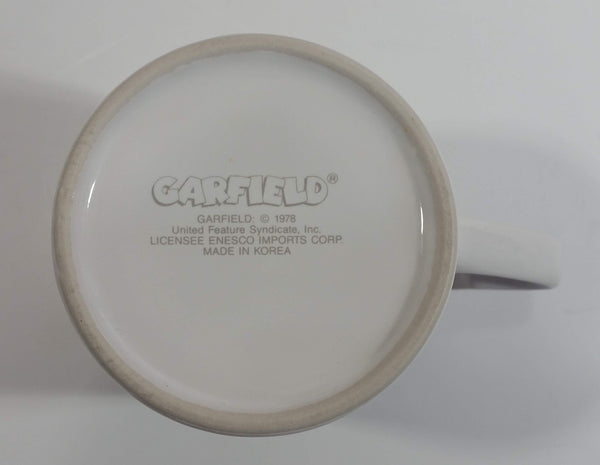 GARFIELD®
GARFIELD: © 1978
United Feature Syndicate, Inc.
LICENSEE ENESCO IMPORTS CORP.
MADE IN KOREA